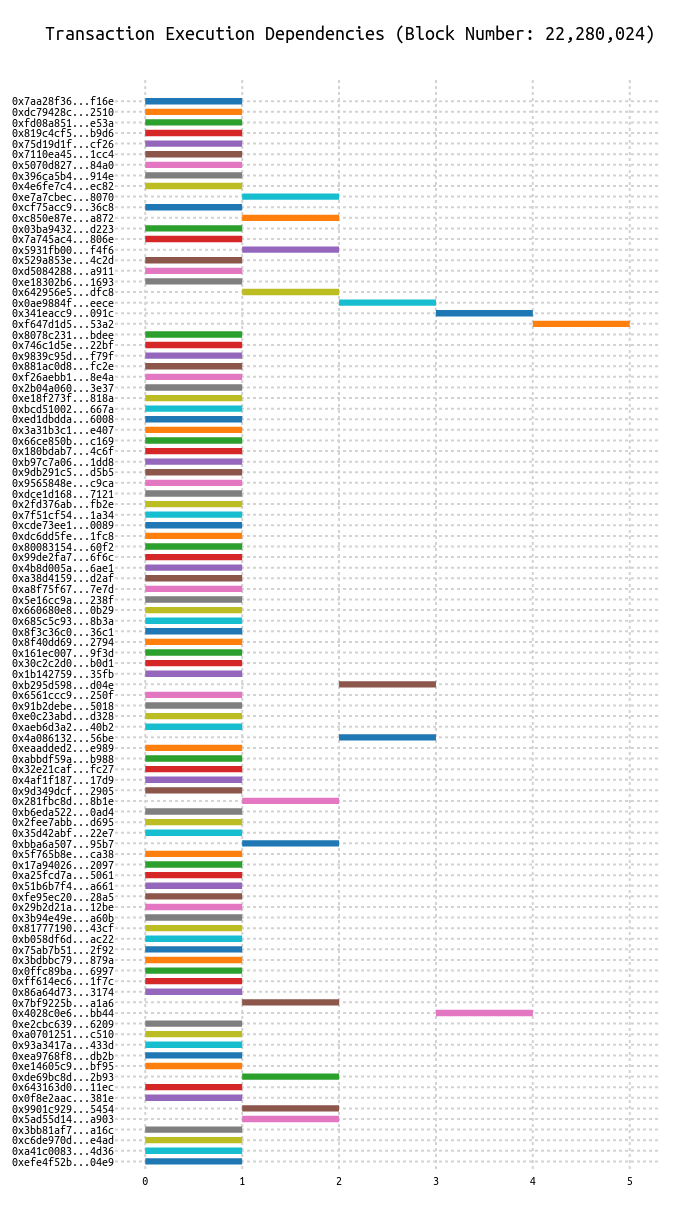 Transaction Execution Dependencies (Block Number: 22,280,024)
0x7aa28f36...f16e
0xdc79428c...2510
0xfd08a851...e53a
0x819c4cf5...b9d6
0x75d19d1f...cf26
0x7110ea45...1cc4
0x5070d827...84a0
0x396ca5b4...914e
0x4e6fe7c4...ec82
0xe7a7cbec...8070
0xcf75acc9...36c8
0xc850e87e...a872
0x03ba9432...d223
0x7a745ac4...806e
0x5931fb00...f4f6
0x529a853e...4c2d
0xd5084288...a911
0xe18302b6...1693
0x642956e5...dfc8
0x0ae9884f...eece
0x341eacc9...091c
0xf647d1d5...53a2
0x8078c231...bdee
0x746c1d5e...22bf
0x9839c95d...f79f
0x881ac0d8...fc2e
0xf26aebb1...8e4a
0x2b04a060...3e37
0xe18f273f...818a
0xbcd51002...667a
0xed1dbdda...6008
0x3a31b3c1...e407
0x66ce850b...c169
0x180bdab7...4c6f
0xb97c7a06...1dd8
0x9db291c5...d5b5
0x9565848e...c9ca
0xdce1d168...7121
0x2fd376ab...fb2e
0x7f51cf54...1a34
0xcde73ee1...0089
0xdc6dd5fe...1fc8
0x80083154...60f2
0x99de2fa7...6f6c
0x4b8d005a...6ae1
0xa38d4159...d2af
0xa8f75f67...7e7d
0x5e16cc9a...238f
0x660680e8...0b29
0x685c5c93...8b3a
0x8f3c36c0...36c1
0x8f40dd69...2794
0x161ec007...9f3d
0x30c2c2d0...b0d1
0x1b142759...35fb
0xb295d598...d04e
0x6561ccc9...250f
0x91b2debe...5018
0xe0c23abd...d328
0xaeb6d3a2...40b2
0x4a086132...56be
0xeaadded2...e989
0xabbdf59a...b988
0x32e21caf...fc27
0x4af1f187...17d9
0x9d349dcf...2905
0x281fbc8d...8b1e
0xb6eda522...0ad4
0x2fee7abb...d695
0x35d42abf...22e7
0xbba6a507...95b7
0x5f765b8e...ca38
0x17a94026...2097
0xa25fcd7a...5061
0x51b6b7f4...a661
0xfe95ec20...28a5
0x29b2d21a...12be
0x3b94e49e...a60b
0x81777190...43cf
0xb058df6d...ac22
0x75ab7b51...2f92
0x3bdbbc79...879a
0x0ffc89ba...6997
0xff614ec6...1f7c
0x86a64d73...3174
0x7bf9225b...a1a6
0x4028c0e6...bb44
0xe2cbc639...6209
0xa0701251...c510
0x93a3417a...433d
0xea9768f8...db2b
0xe14605c9...bf95
0xde69bc8d...2b93
0x643163d0...11ec
0x0f8e2aac...381e
0x9901c929...5454
0x5ad55d14...a903
0x3bb81af7...a16c
0xc6de970d...e4ad
0xa41c0083...4d36
0xefe4f52b...04e9
0 1 2 3 4 5